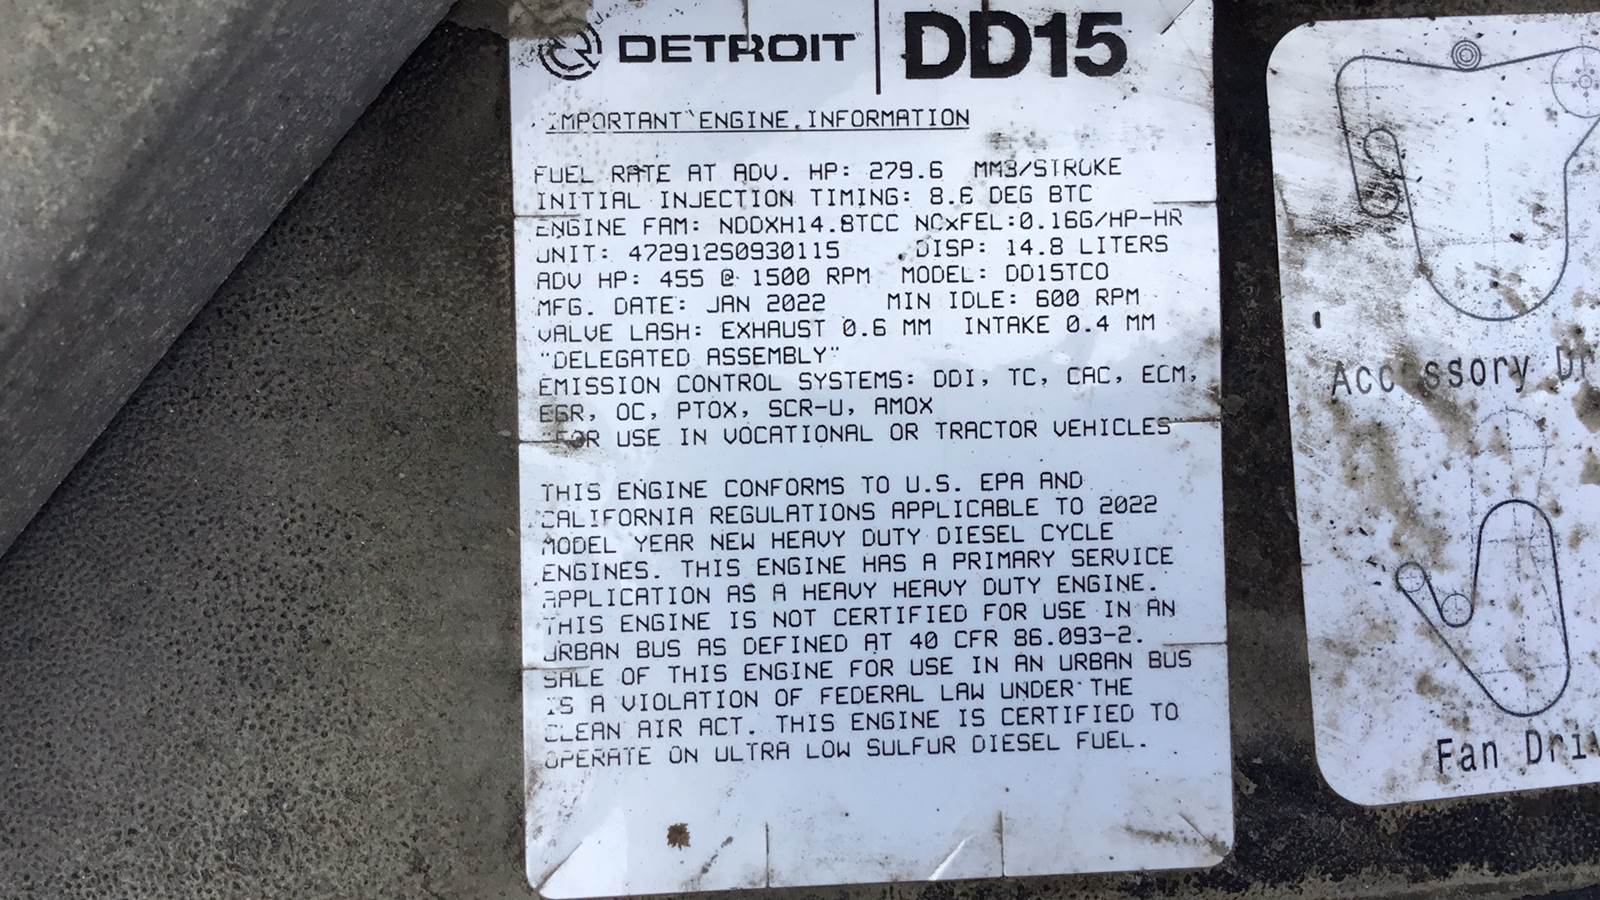 DETROIT DD15
IMPORTANT ENGINE INFORMATION
FUEL RATE AT ADV. HP: 279.6 MM3/STROKE
INITIAL INJECTION TIMING: 8.6 DEG BTC
ENGINE FAM: NDDXH14.8TCC NOxFEL:0.16G/HP-HR
UNIT: 472912S0930115 DISP: 14.8 LITERS
ADV HP: 455 @ 1500 RPM MODEL: DD15TCO
MFG. DATE: JAN 2022 MIN IDLE: 600 RPM
VALVE LASH: EXHAUST 0.6 MM INTAKE 0.4 MM
"DELEGATED ASSEMBLY"
EMISSION CONTROL SYSTEMS: DDI, TC, CAC, ECM,
EGR, OC, PTOX, SCR-U, AMOX
FOR USE IN VOCATIONAL OR TRACTOR VEHICLES
THIS ENGINE CONFORMS TO U.S. EPA AND
CALIFORNIA REGULATIONS APPLICABLE TO 2022
MODEL YEAR NEW HEAVY DUTY DIESEL CYCLE
ENGINES. THIS ENGINE HAS A PRIMARY SERVICE
APPLICATION AS A HEAVY HEAVY DUTY ENGINE.
THIS ENGINE IS NOT CERTIFIED FOR USE IN AN
URBAN BUS AS DEFINED AT 40 CFR 86.093-2.
SALE OF THIS ENGINE FOR USE IN AN URBAN BUS
IS A VIOLATION OF FEDERAL LAW UNDER THE
CLEAN AIR ACT. THIS ENGINE IS CERTIFIED TO
OPERATE ON ULTRA LOW SULFUR DIESEL FUEL.
Accessory Dr
Fan Driv